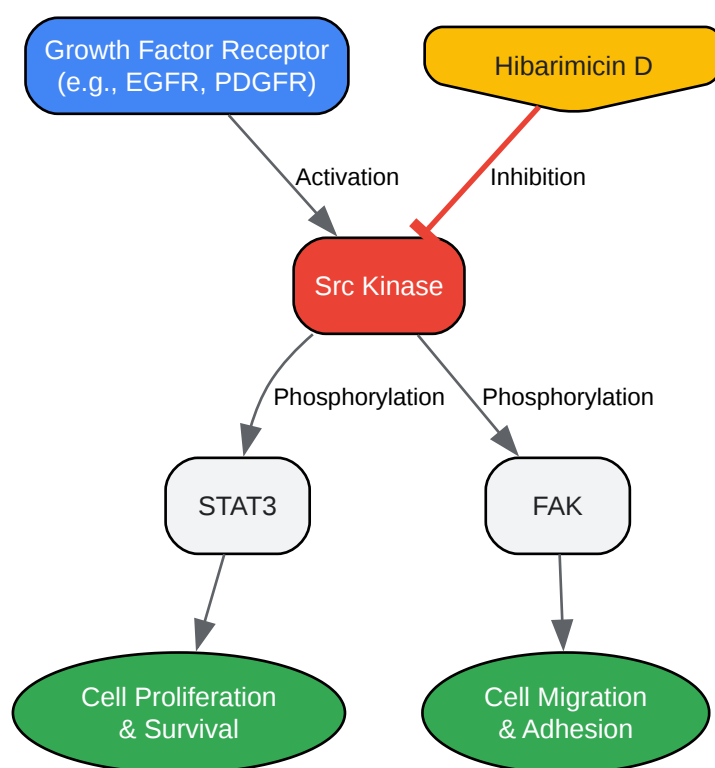 Growth Factor Receptor
(e.g., EGFR, PDGFR)
Hibarimicin D
Activation
Inhibition
Src Kinase
Phosphorylation
Phosphorylation
STAT3
FAK
Cell Proliferation
& Survival
Cell Migration
& Adhesion